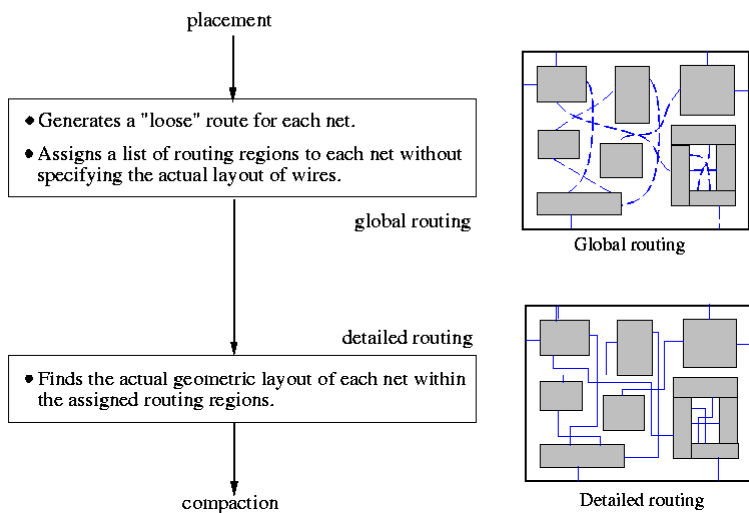 placement
● Generates a "loose" route for each net.
● Assigns a list of routing regions to each net without
specifying the actual layout of wires.
global routing
Global routing
detailed routing
● Finds the actual geometric layout of each net within
the assigned routing regions.
compaction
Detailed routing